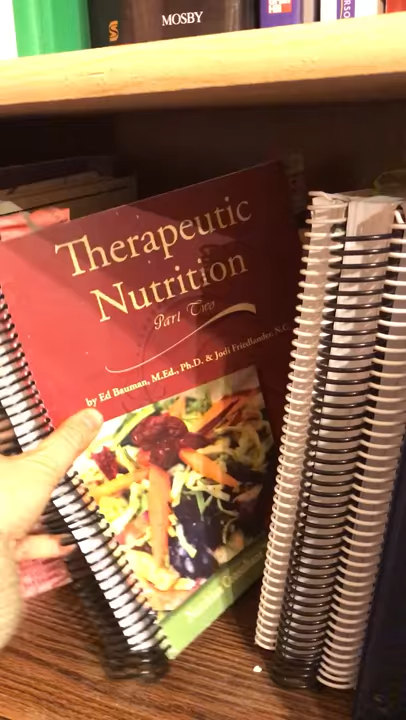 MOSBY
Therapeutic
Nutrition
Part Two
by Ed Bauman, M.Ed., Ph.D. & Jodi Friedlander, N.C.